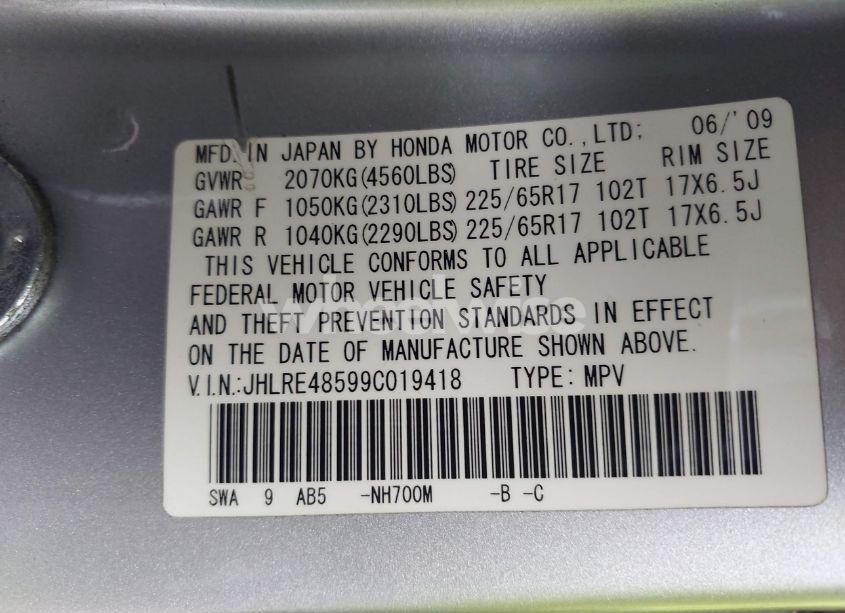 MFD. IN JAPAN BY HONDA MOTOR CO.,LTD; 06/'09
GVWR 2070KG(4560LBS) TIRE SIZE RIM SIZE
GAWR F 1050KG(2310LBS) 225/65R17 102T 17X6.5J
GAWR R 1040KG(2290LBS) 225/65R17 102T 17X6.5J
THIS VEHICLE CONFORMS TO ALL APPLICABLE
FEDERAL MOTOR VEHICLE SAFETY
AND THEFT PREVENTION STANDARDS IN EFFECT
ON THE DATE OF MANUFACTURE SHOWN ABOVE.
V.I.N.:JHLRE48599C019418 TYPE: MPV
SWA 9 AB5 -NH700M -B -C